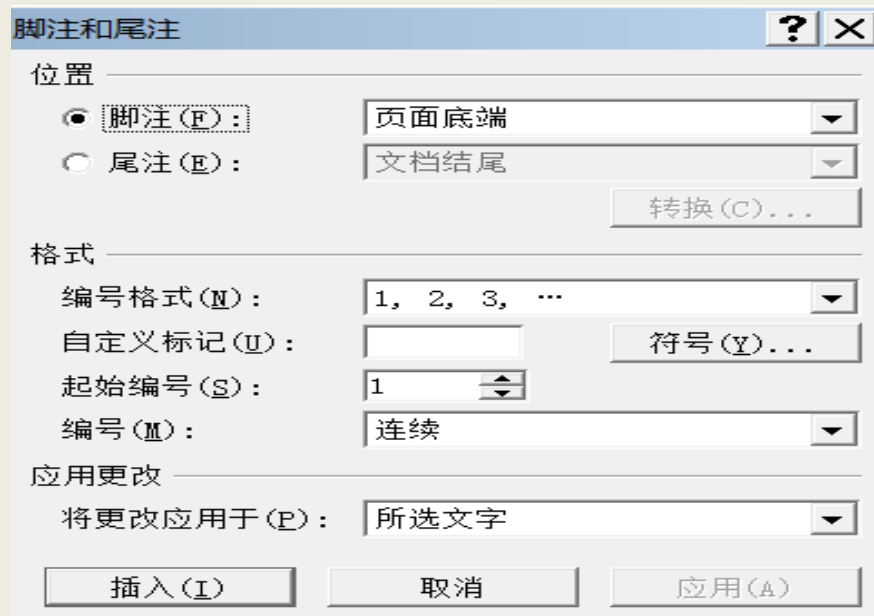 脚注和尾注
位置
脚注(F): 页面底端
尾注(E): 文档结尾
转换(C)...
格式
编号格式(N): 1, 2, 3, …
自定义标记(U): 符号(Y)...
起始编号(S): 1
编号(M): 连续
应用更改
将更改应用于(P): 所选文字
插入(I) 取消 应用(A)